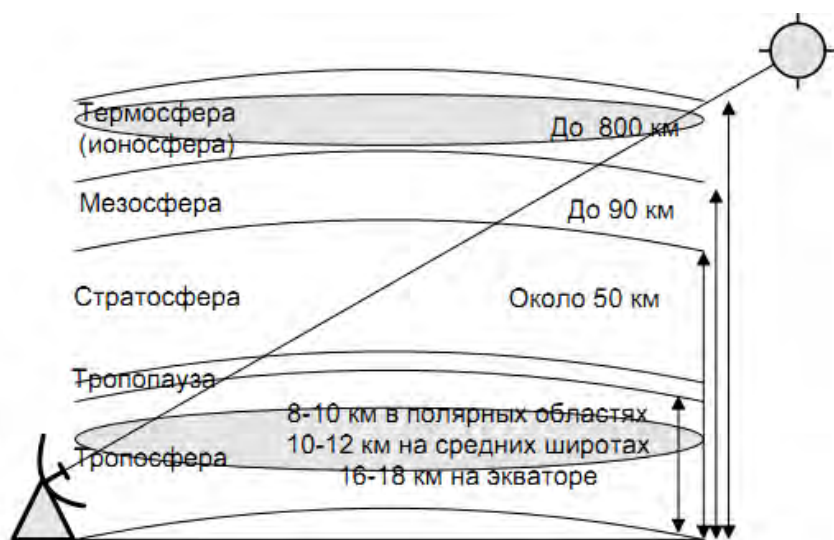 Термосфера
(ионосфера)
До 800 км
Мезосфера
До 90 км
Стратосфера
Около 50 км
Тропопауза
8-10 км в полярных областях
10-12 км на средних широтах
Тропосфера
16-18 км на экваторе